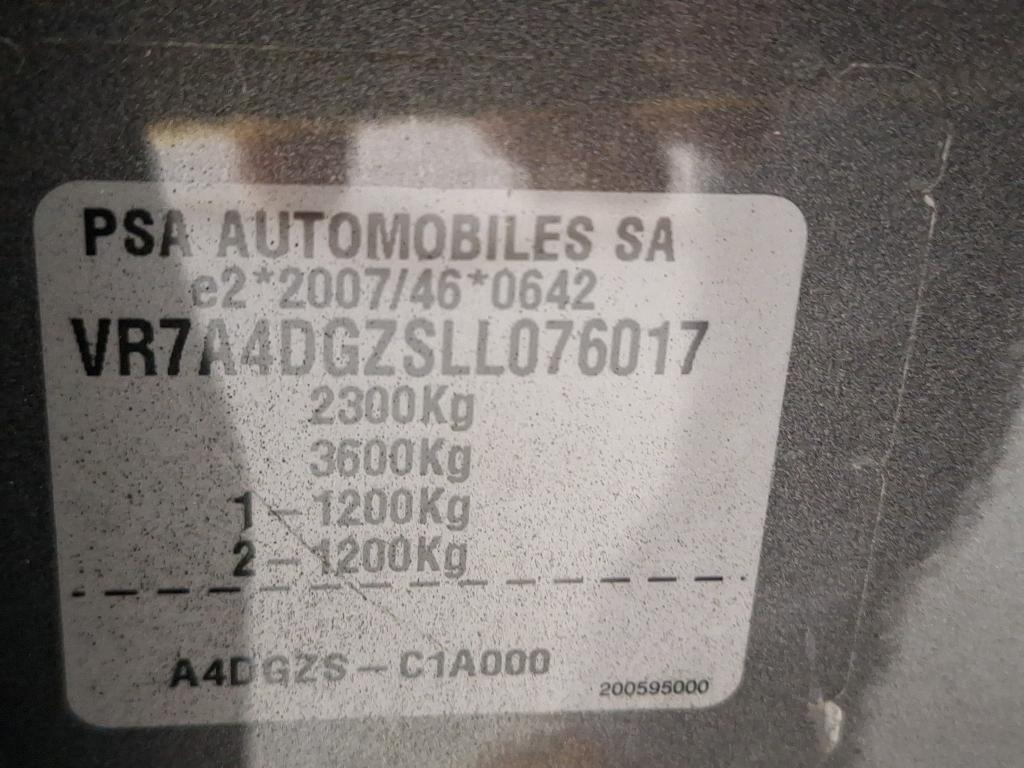 PSA AUTOMOBILES SA
e2*2007/46*0642
VR7A4DGZSLL076017
2300Kg
3600Kg
1-1200Kg
2-1200Kg
A4DGZS-C1A000
200595000